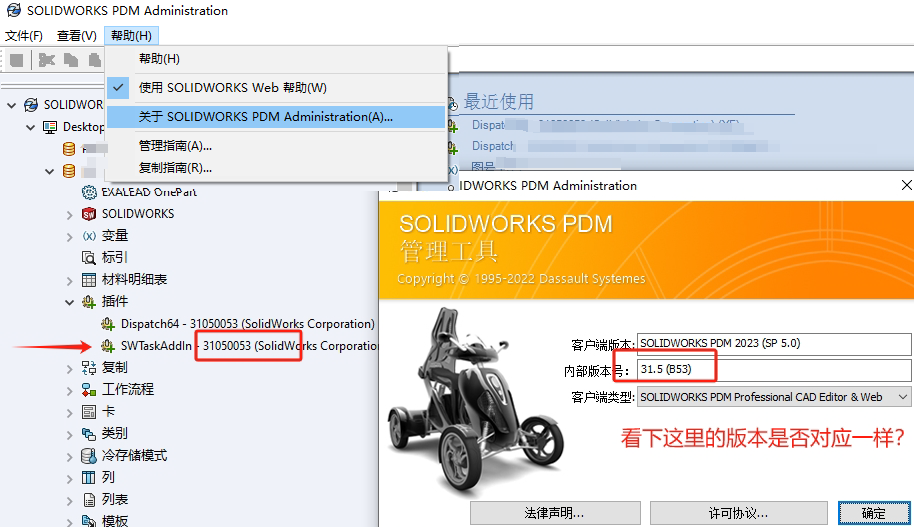 SOLIDWORKS PDM Administration
文件(F) 查看(V) 帮助(H)
帮助(H)
使用 SOLIDWORKS Web 帮助(W)
关于 SOLIDWORKS PDM Administration(A)...
管理指南(A)...
复制指南(R)...
SOLIDWOR
Desktop
EXALEAD OnePart
SOLIDWORKS
(x) 变量
标引
材料明细表
插件
Dispatch64 - 31050053 (SolidWorks Corporation)
SWTaskAddIn - 31050053 (SolidWorks Corporation
复制
工作流程
卡
类别
冷存储模式
列
列表
模板
最近使用
Dispatch
Dispatch
图号
IDWORKS PDM Administration
SOLIDWORKS PDM
管理工具
Copyright © 1995-2022 Dassault Systemes
客户端版本: SOLIDWORKS PDM 2023 (SP 5.0)
内部版本号: 31.5 (B53)
客户端类型: SOLIDWORKS PDM Professional CAD Editor & Web
看下这里的版本是否对应一样?
法律声明... 许可协议... 确定